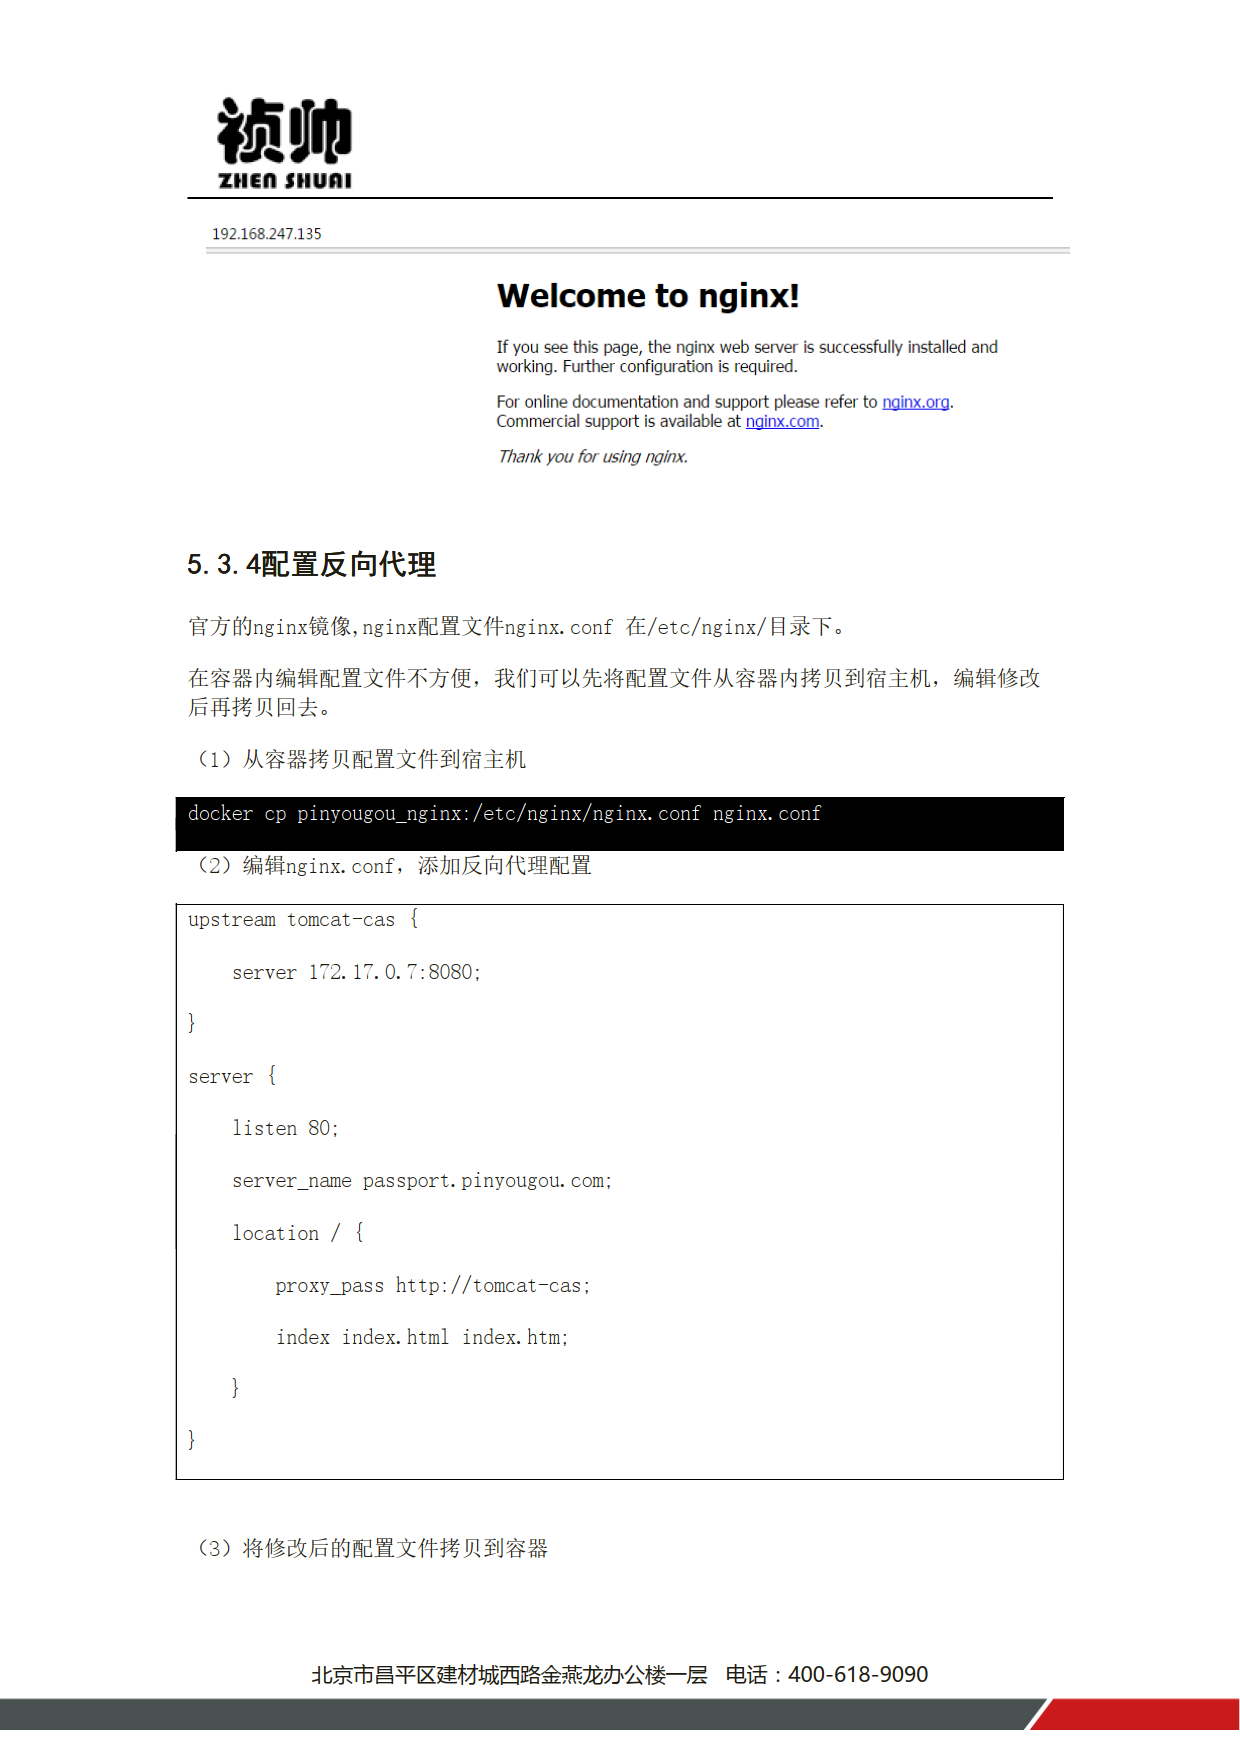 祯帅
ZHEN SHUAI
192.168.247.135
Welcome to nginx!
If you see this page, the nginx web server is successfully installed and
working. Further configuration is required.
For online documentation and support please refer to nginx.org.
Commercial support is available at nginx.com.
Thank you for using nginx.
5.3.4配置反向代理
官方的nginx镜像,nginx配置文件nginx.conf 在/etc/nginx/目录下。
在容器内编辑配置文件不方便，我们可以先将配置文件从容器内拷贝到宿主机，编辑修改
后再拷贝回去。
（1）从容器拷贝配置文件到宿主机
docker cp pinyougou_nginx:/etc/nginx/nginx.conf nginx.conf
（2）编辑nginx.conf，添加反向代理配置
upstream tomcat-cas {
    server 172.17.0.7:8080;
}
server {
    listen 80;
    server_name passport.pinyougou.com;
    location / {
        proxy_pass http://tomcat-cas;
        index index.html index.htm;
    }
}
（3）将修改后的配置文件拷贝到容器
北京市昌平区建材城西路金燕龙办公楼一层 电话：400-618-9090